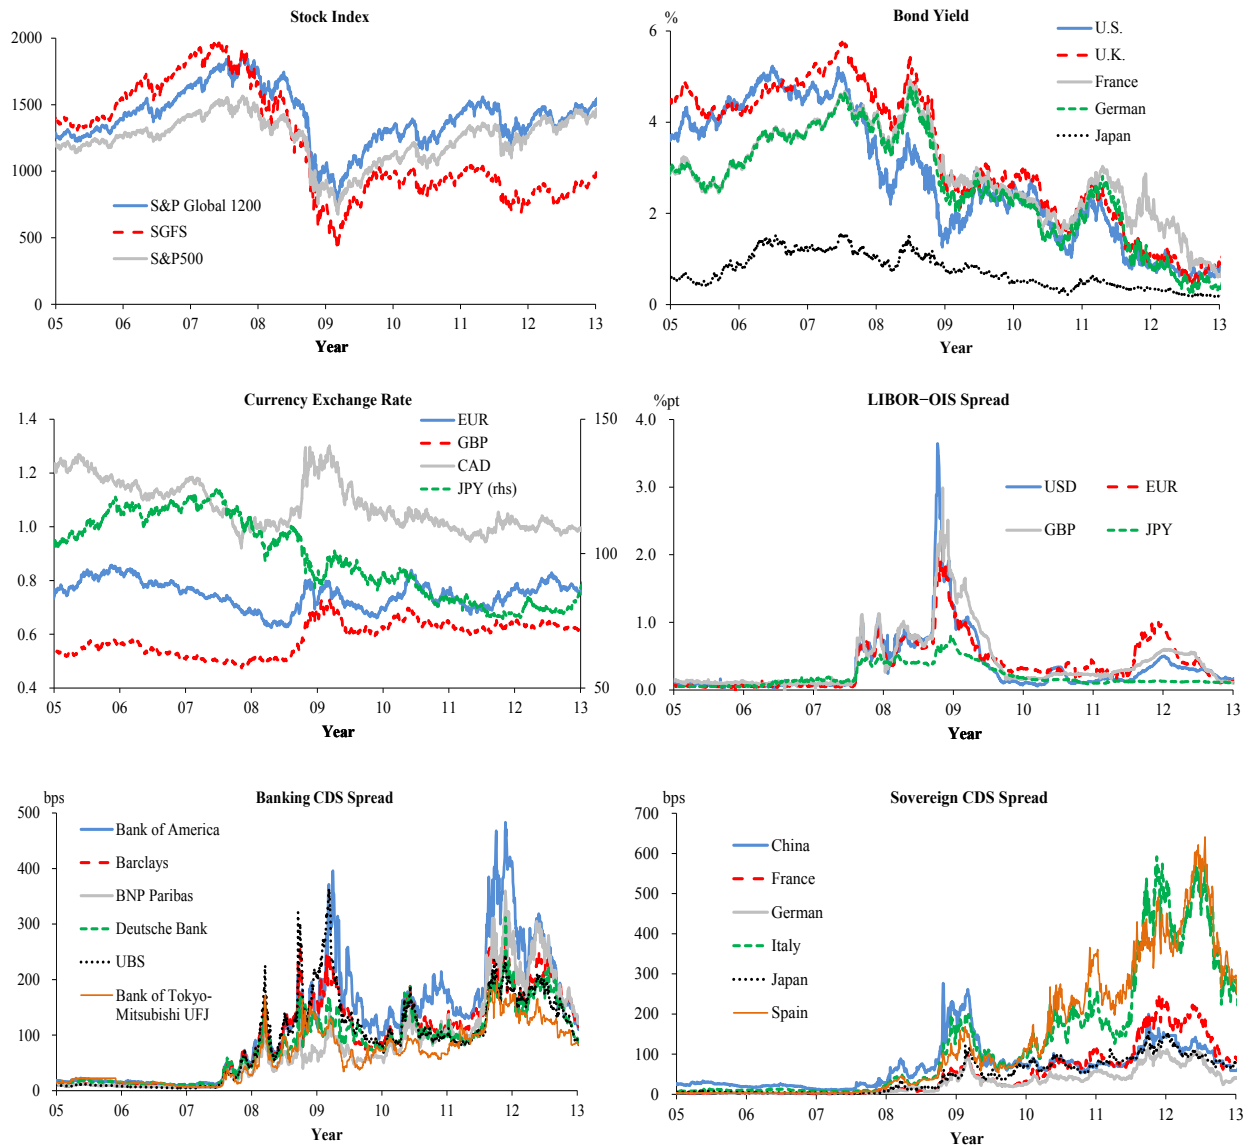 Stock Index
2000
1500
1000
500
0
S&P Global 1200
SGFS
S&P500
05 06 07 08 09 10 11 12 13
Year
Bond Yield
%
6
4
2
0
U.S.
U.K.
France
German
Japan
05 06 07 08 09 10 11 12 13
Year
Currency Exchange Rate
1.4
1.2
1.0
0.8
0.6
0.4
150
100
50
EUR
GBP
CAD
JPY (rhs)
05 06 07 08 09 10 11 12 13
Year
LIBOR−OIS Spread
%pt
4.0
3.0
2.0
1.0
0.0
USD EUR
GBP JPY
05 06 07 08 09 10 11 12 13
Year
Banking CDS Spread
bps
500
400
300
200
100
0
Bank of America
Barclays
BNP Paribas
Deutsche Bank
UBS
Bank of Tokyo-
Mitsubishi UFJ
05 06 07 08 09 10 11 12 13
Year
Sovereign CDS Spread
bps
700
600
500
400
300
200
100
0
China
France
German
Italy
Japan
Spain
05 06 07 08 09 10 11 12 13
Year